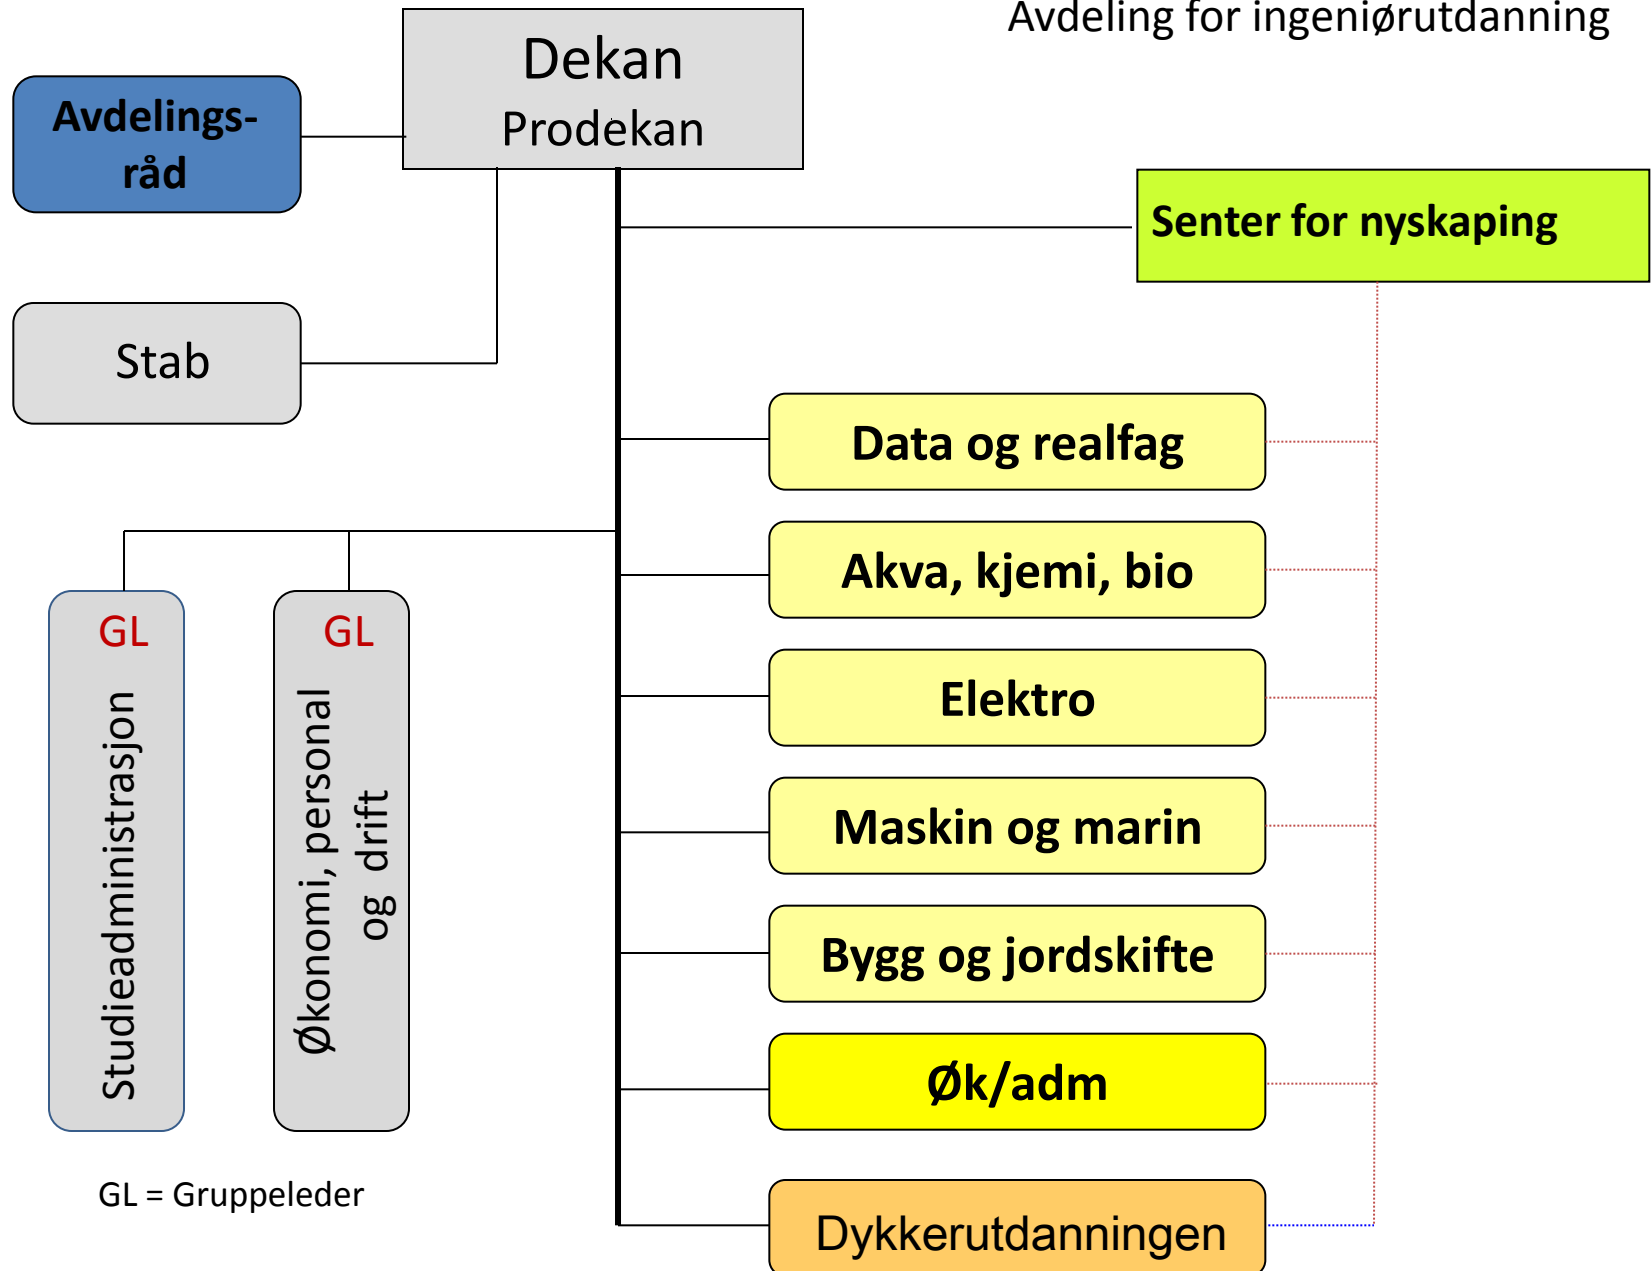 Avdeling for ingeniørutdanning
Dekan
Prodekan
Avdelings-
råd
Senter for nyskaping
Stab
Data og realfag
Akva, kjemi, bio
Elektro
Maskin og marin
Bygg og jordskifte
Øk/adm
Dykkerutdanningen
GL
Studieadministrasjon
GL
Økonomi, personal
og drift
GL = Gruppeleder